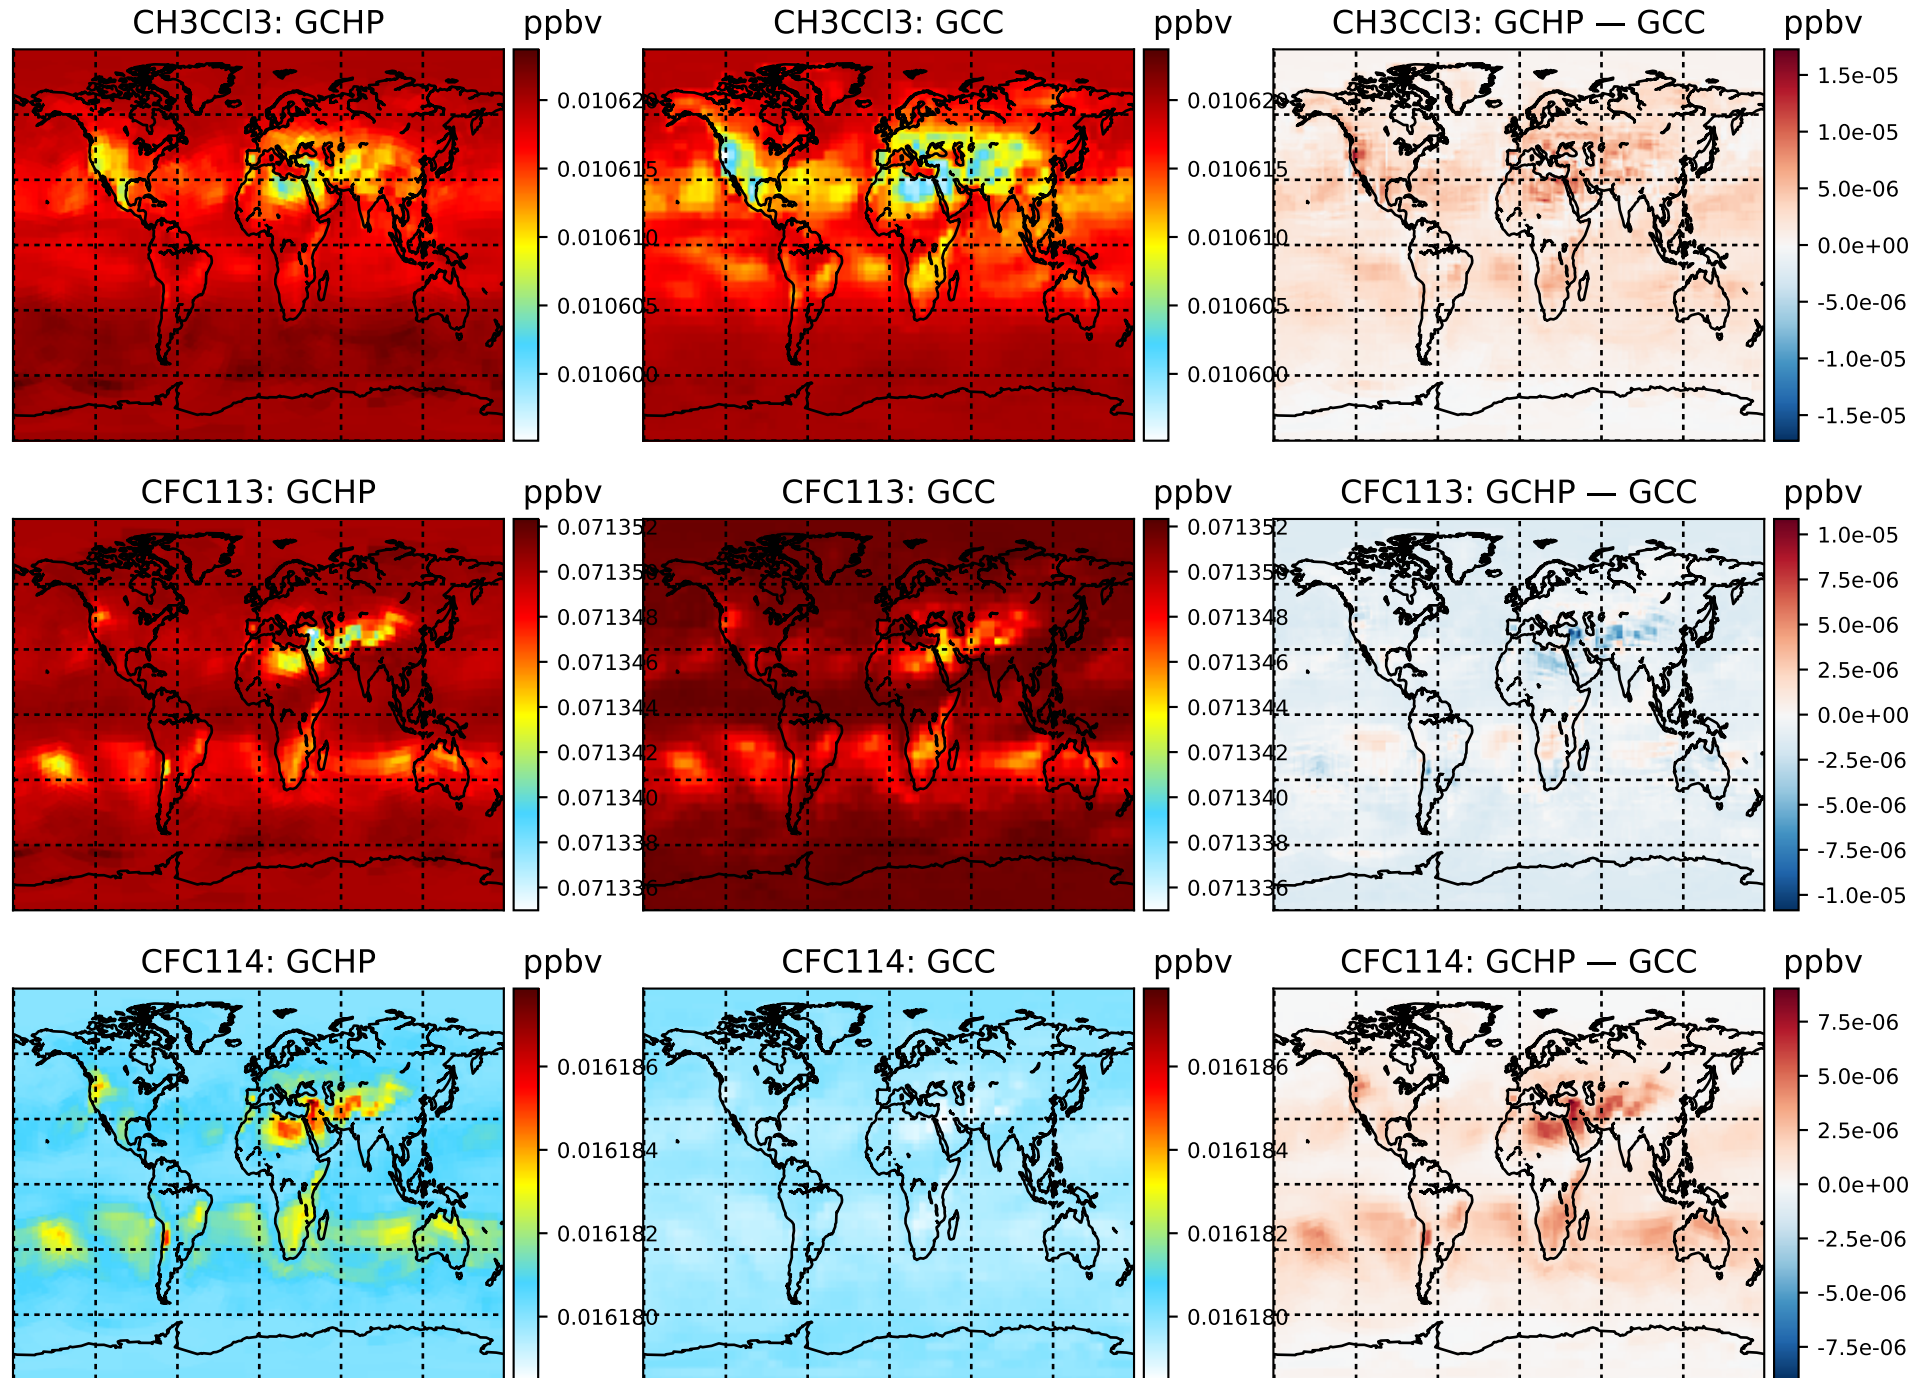 CH3CCl3: GCHP
ppbv
CH3CCl3: GCC
ppbv
CH3CCl3: GCHP — GCC
ppbv
0.010620
0.010615
0.010610
0.010605
0.010600
0.010620
0.010615
0.010610
0.010605
0.010600
1.5e-05
1.0e-05
5.0e-06
0.0e+00
-5.0e-06
-1.0e-05
-1.5e-05
CFC113: GCHP
ppbv
CFC113: GCC
ppbv
CFC113: GCHP — GCC
ppbv
0.071352
0.071350
0.071348
0.071346
0.071344
0.071342
0.071340
0.071338
0.071336
0.071352
0.071350
0.071348
0.071346
0.071344
0.071342
0.071340
0.071338
0.071336
1.0e-05
7.5e-06
5.0e-06
2.5e-06
0.0e+00
-2.5e-06
-5.0e-06
-7.5e-06
-1.0e-05
CFC114: GCHP
ppbv
CFC114: GCC
ppbv
CFC114: GCHP — GCC
ppbv
0.016186
0.016184
0.016182
0.016180
0.016186
0.016184
0.016182
0.016180
7.5e-06
5.0e-06
2.5e-06
0.0e+00
-2.5e-06
-5.0e-06
-7.5e-06